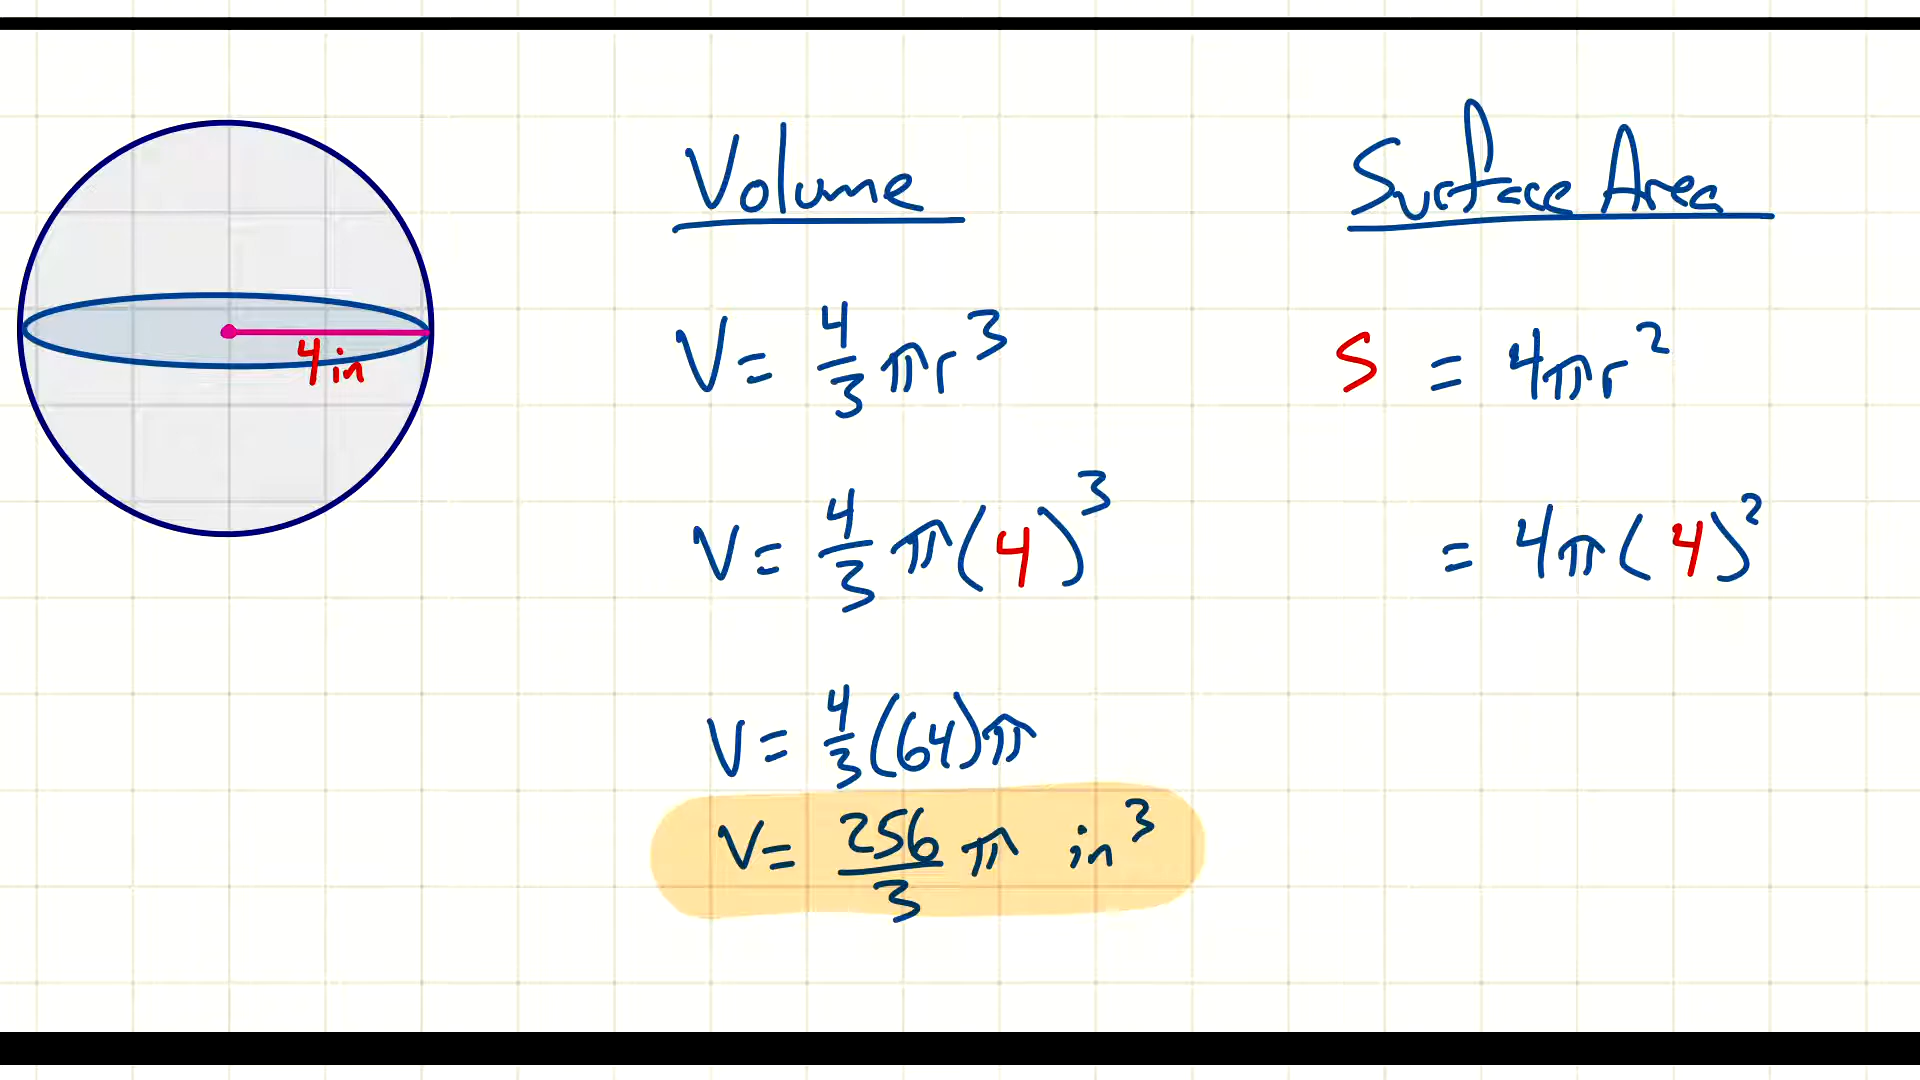 4 in
Volume
V = 4/3 πr³
V = 4/3 π(4)³
V = 4/3 (64)π
V = 256/3 π in³
Surface Area
S = 4πr²
= 4π(4)²